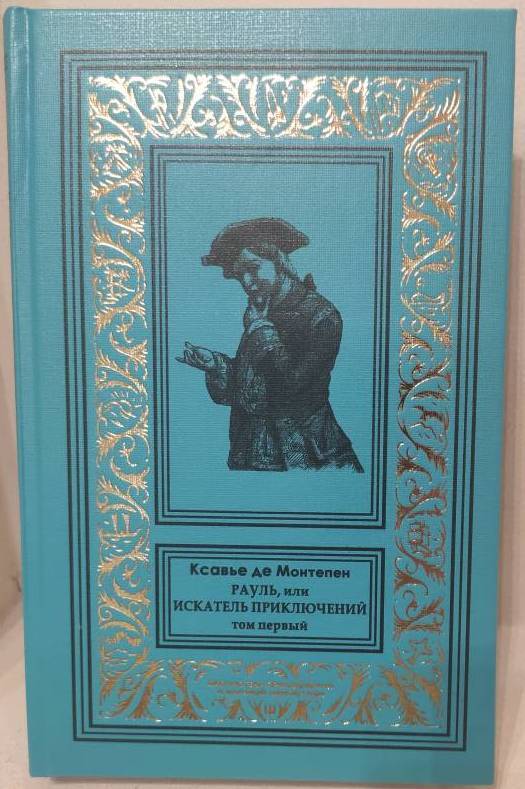 Ксавье де Монтепен
РАУЛЬ, или
ИСКАТЕЛЬ ПРИКЛЮЧЕНИЙ
том первый